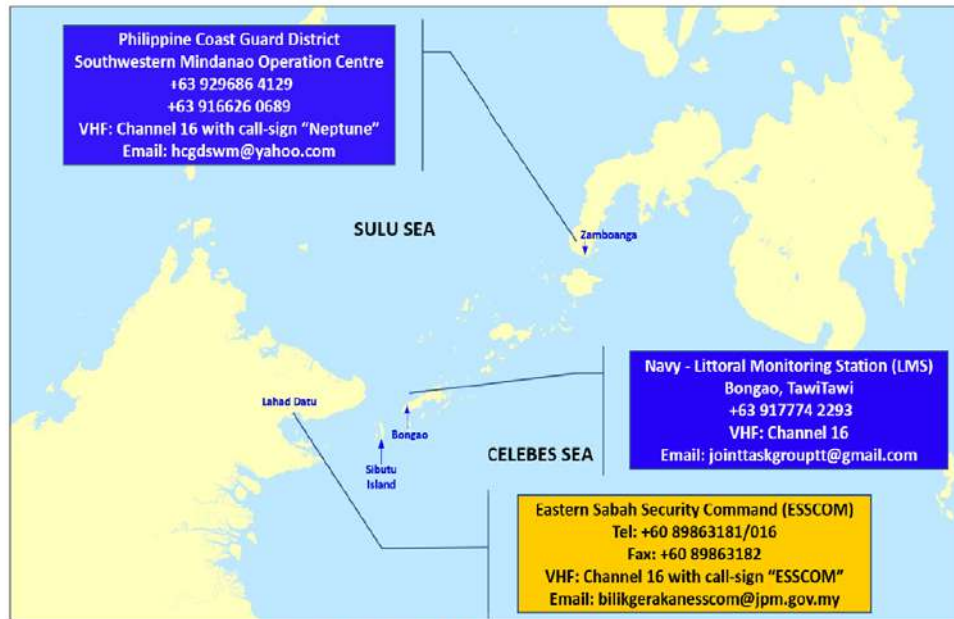 Philippine Coast Guard District
Southwestern Mindanao Operation Centre
+63 929686 4129
+63 916626 0689
VHF: Channel 16 with call-sign “Neptune”
Email: hcgdswm@yahoo.com
SULU SEA
Zamboanga
Navy - Littoral Monitoring Station (LMS)
Bongao, TawiTawi
+63 917774 2293
VHF: Channel 16
Email: jointtaskgrouptt@gmail.com
Lahad Datu
Bongao
CELEBES SEA
Sibutu
Island
Eastern Sabah Security Command (ESSCOM)
Tel: +60 89863181/016
Fax: +60 89863182
VHF: Channel 16 with call-sign “ESSCOM”
Email: bilikgerakanesscom@jpm.gov.my